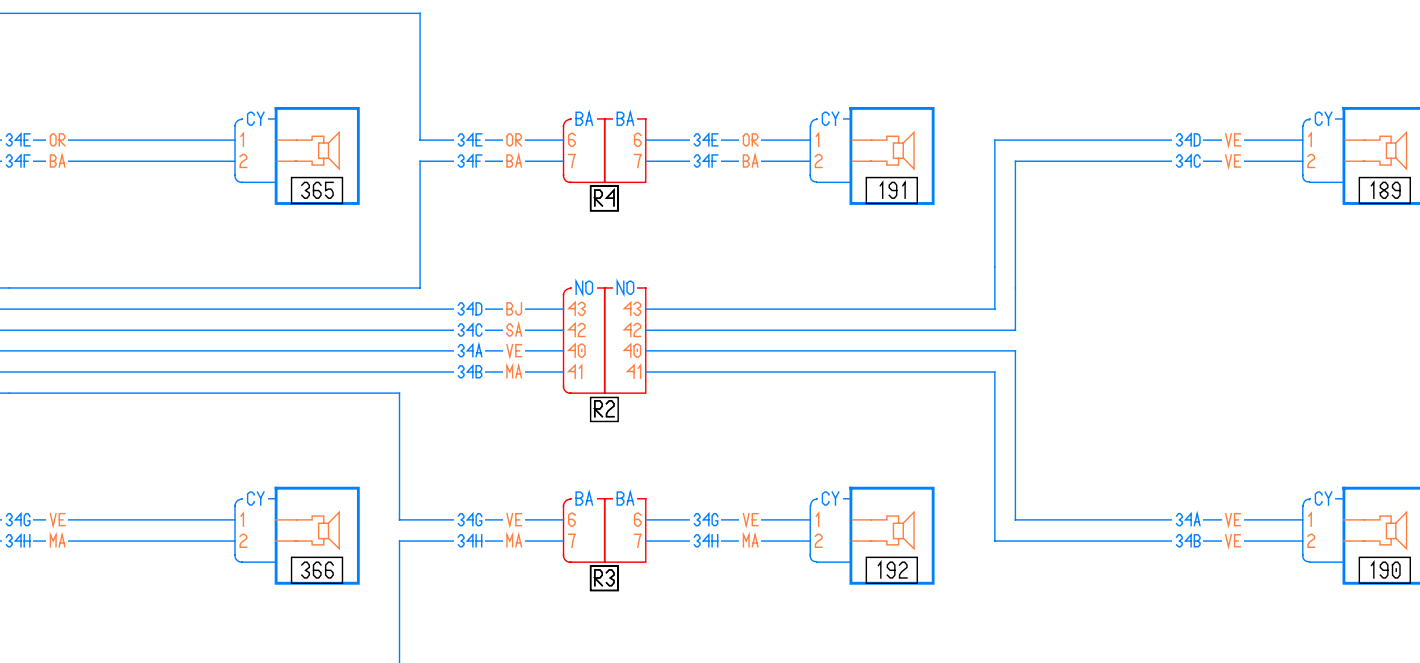 CY BA BA CY CY
34E OR 1 34E OR 6 6 34E OR 1 34D VE 1
34F BA 2 34F BA 7 7 34F BA 2 34C VE 2
365 R4 191 189
NO NO
34D BJ 43 43
34C SA 42 42
34A VE 40 40
34B MA 41 41
R2
CY BA BA CY CY
34G VE 1 34G VE 6 6 34G VE 1 34A VE 1
34H MA 2 34H MA 7 7 34H MA 2 34B VE 2
366 R3 192 190